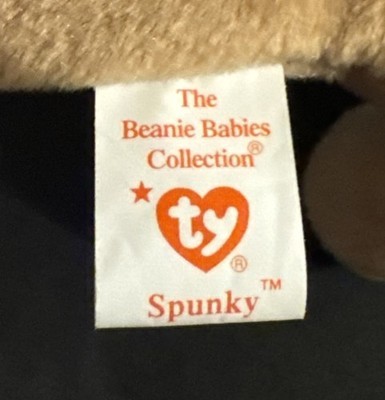 The
Beanie Babies
Collection®
ty®
Spunky™